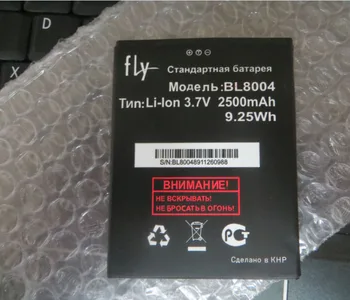 fly Стандартная батарея
Модель:BL8004
Тип:Li-Ion 3.7V 2500mAh
9.25Wh
S/N:BL80048911260988
ВНИМАНИЕ!
НЕ ВСКРЫВАТЬ!
НЕ БРОСАТЬ В ОГОНЬ!
Сделано в КНР